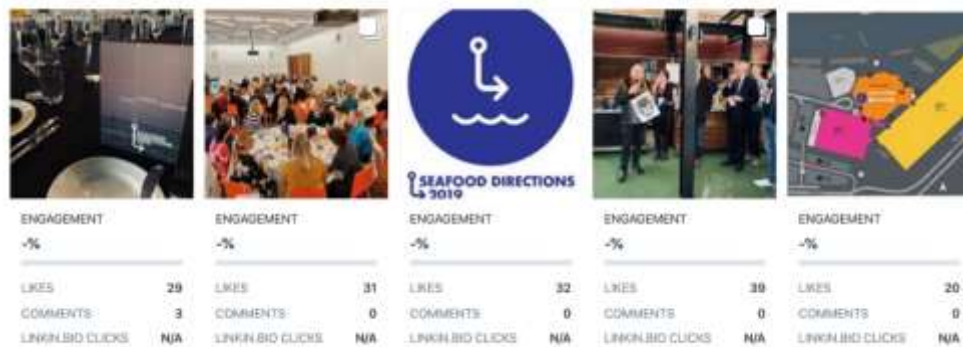 SEAFOOD DIRECTIONS
2019
ENGAGEMENT
-%
LIKES 29
COMMENTS 3
LINKIN.BIO CLICKS N/A
ENGAGEMENT
-%
LIKES 31
COMMENTS 0
LINKIN.BIO CLICKS N/A
ENGAGEMENT
-%
LIKES 32
COMMENTS 0
LINKIN.BIO CLICKS N/A
ENGAGEMENT
-%
LIKES 39
COMMENTS 0
LINKIN.BIO CLICKS N/A
ENGAGEMENT
-%
LIKES 20
COMMENTS 0
LINKIN.BIO CLICKS N/A